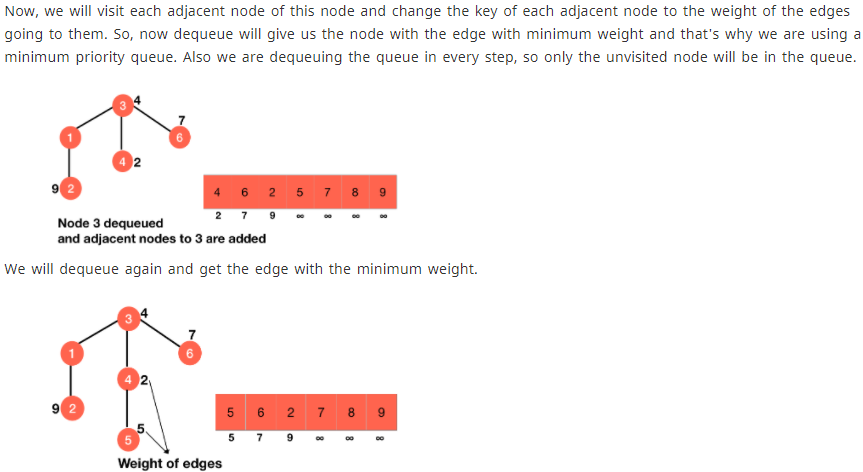 Now, we will visit each adjacent node of this node and change the key of each adjacent node to the weight of the edges
going to them. So, now dequeue will give us the node with the edge with minimum weight and that's why we are using a
minimum priority queue. Also we are dequeuing the queue in every step, so only the unvisited node will be in the queue.
3 4
7
1 6
4 2
9 2
4 6 2 5 7 8 9
2 7 9 ∞ ∞ ∞ ∞
Node 3 dequeued
and adjacent nodes to 3 are added
We will dequeue again and get the edge with the minimum weight.
3 4
7
1 6
4 2
9 2
5 6 2 7 8 9
5 5
5 7 9 ∞ ∞ ∞
Weight of edges